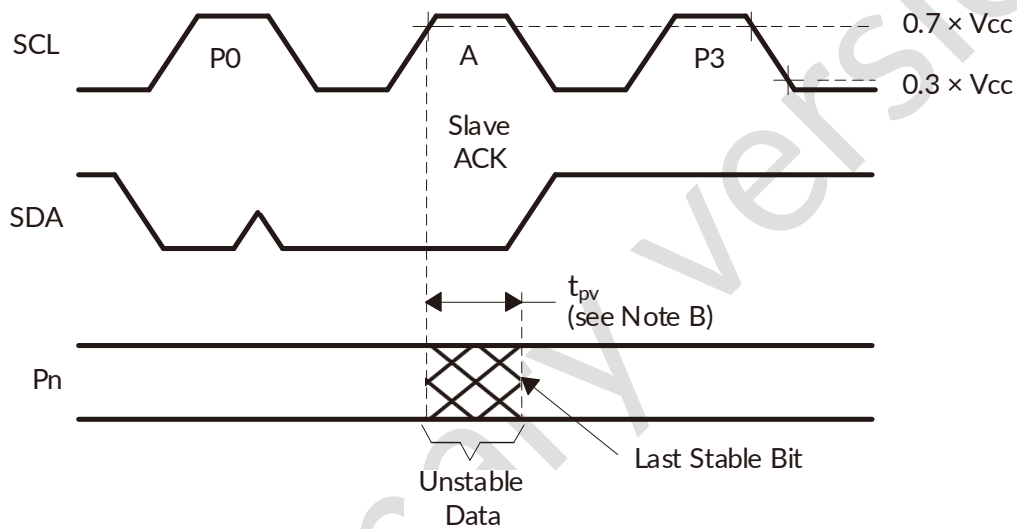 SCL
P0
A
P3
0.7 × Vcc
0.3 × Vcc
Slave
ACK
SDA
tpv
(see Note B)
Pn
Last Stable Bit
Unstable
Data